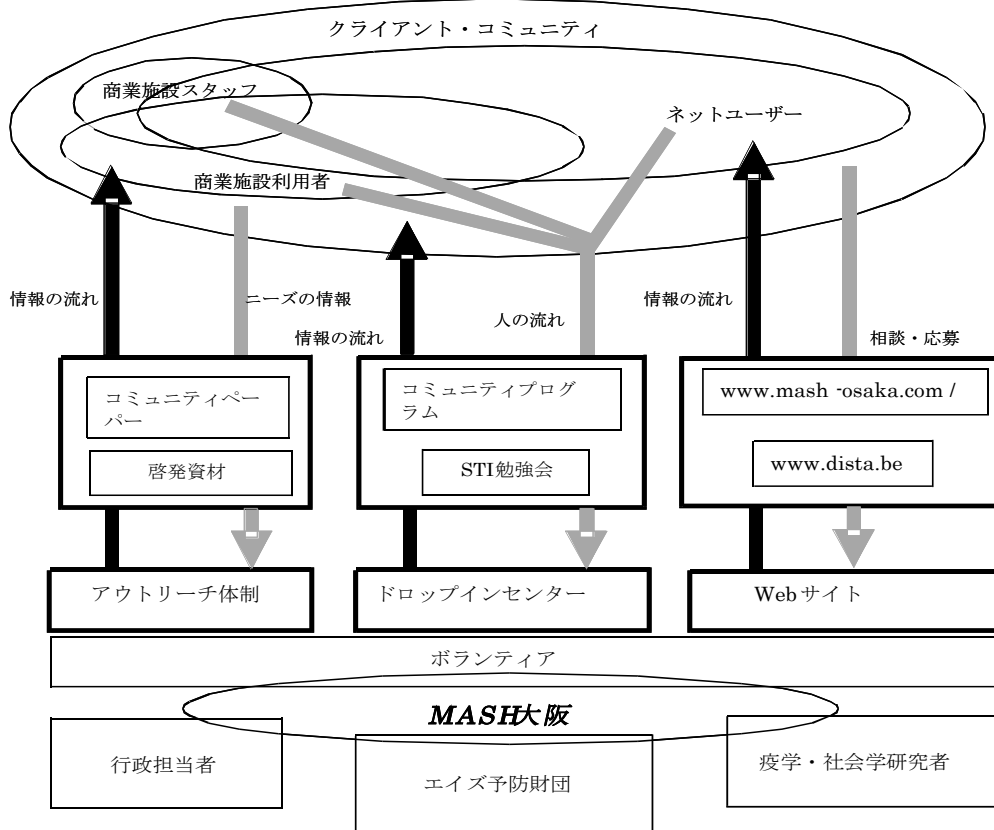 クライアント・コミュニティ
商業施設スタッフ
ネットユーザー
商業施設利用者
情報の流れ
ニーズの情報
情報の流れ
人の流れ
情報の流れ
相談・応募
コミュニティペー
パー
啓発資材
コミュニティプログ
ラム
STI勉強会
www.mash -osaka.com /
www.dista.be
アウトリーチ体制
ドロップインセンター
Webサイト
ボランティア
MASH大阪
行政担当者
エイズ予防財団
疫学・社会学研究者